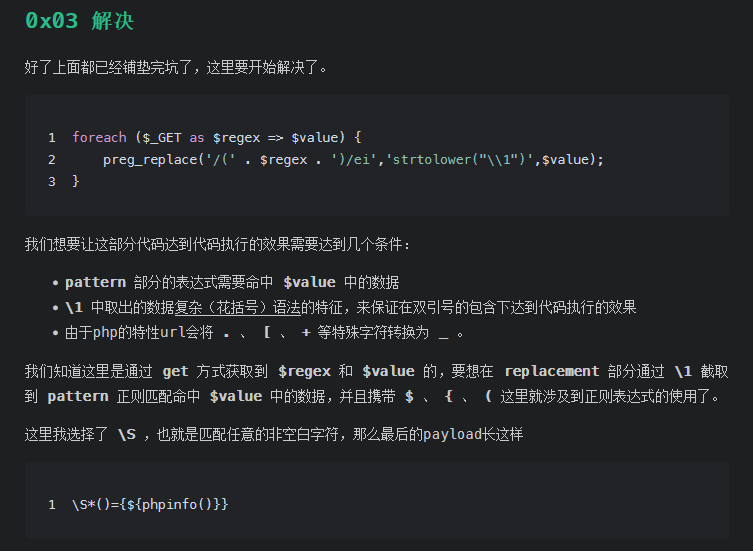 0x03 解决
好了上面都已经铺垫完坑了，这里要开始解决了。
1 foreach ($_GET as $regex => $value) {
2     preg_replace('/(' . $regex . ')/ei','strtolower("\\1")',$value);
3 }
我们想要让这部分代码达到代码执行的效果需要达到几个条件：
• pattern 部分的表达式需要命中 $value 中的数据
• \1 中取出的数据复杂（花括号）语法的特征，来保证在双引号的包含下达到代码执行的效果
• 由于php的特性url会将 . 、 [ 、 + 等特殊字符转换为 _ 。
我们知道这里是通过 get 方式获取到 $regex 和 $value 的，要想在 replacement 部分通过 \1 截取
到 pattern 正则匹配命中 $value 中的数据，并且携带 $ 、 { 、 ( 这里就涉及到正则表达式的使用了。
这里我选择了 \S ，也就是匹配任意的非空白字符，那么最后的payload长这样
1 \S*()={${phpinfo()}}